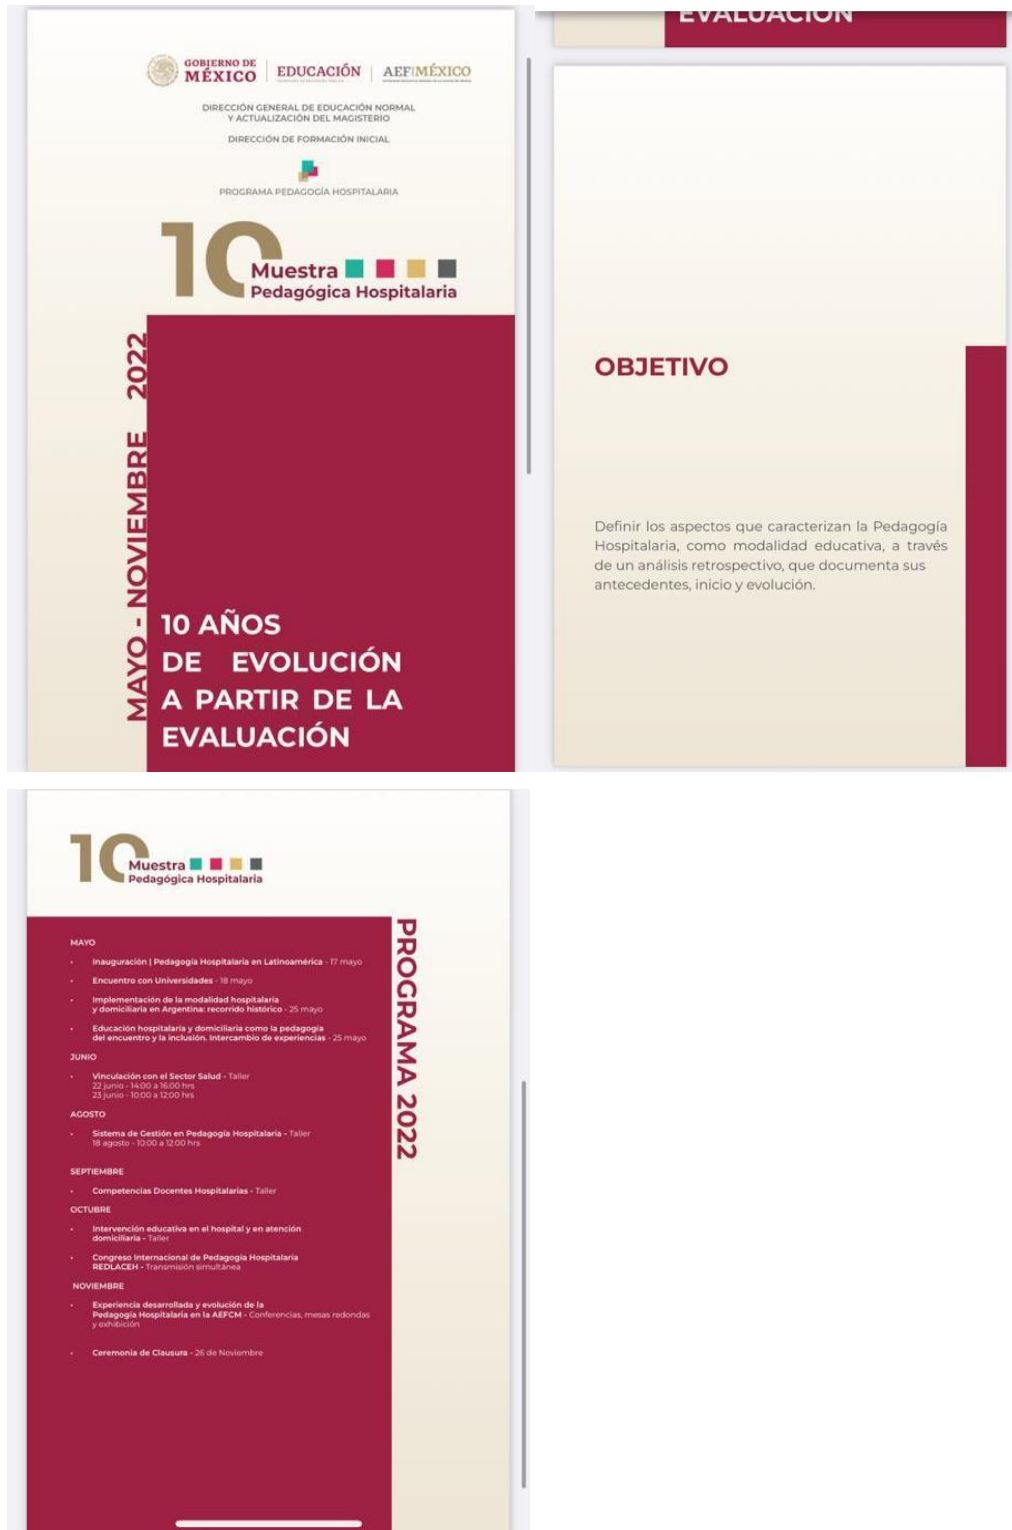 GOBIERNO DE
MÉXICO
EDUCACIÓN
AEFMÉXICO
DIRECCIÓN GENERAL DE EDUCACIÓN NORMAL
Y ACTUALIZACIÓN DEL MAGISTERIO
DIRECCIÓN DE FORMACIÓN INICIAL
PROGRAMA PEDAGOGÍA HOSPITALARIA
10
Muestra
Pedagógica Hospitalaria
MAYO - NOVIEMBRE 2022
10 AÑOS
DE EVOLUCIÓN
A PARTIR DE LA
EVALUACIÓN
EVALUACIÓN
OBJETIVO
Definir los aspectos que caracterizan la Pedagogía
Hospitalaria, como modalidad educativa, a través
de un análisis retrospectivo, que documenta sus
antecedentes, inicio y evolución.
10
Muestra
Pedagógica Hospitalaria
PROGRAMA 2022
MAYO
• Inauguración | Pedagogía Hospitalaria en Latinoamérica - 17 mayo
• Encuentro con Universidades - 18 mayo
• Implementación de la modalidad hospitalaria
y domiciliaria en Argentina: recorrido histórico - 25 mayo
• Educación hospitalaria y domiciliaria como la pedagogía
del encuentro y la inclusión. Intercambio de experiencias - 25 mayo
JUNIO
• Vinculación con el Sector Salud - Taller
22 junio - 14:00 a 16:00 hrs
23 junio - 10:00 a 12:00 hrs
AGOSTO
• Sistema de Gestión en Pedagogía Hospitalaria - Taller
18 agosto - 10:00 a 12:00 hrs
SEPTIEMBRE
• Competencias Docentes Hospitalarias - Taller
OCTUBRE
• Intervención educativa en el hospital y en atención
domiciliaria - Taller
• Congreso Internacional de Pedagogía Hospitalaria
REDLACEH - Transmisión simultánea
NOVIEMBRE
• Experiencia desarrollada y evolución de la
Pedagogía Hospitalaria en la AEFCM - Conferencias, mesas redondas
y exhibición
• Ceremonia de Clausura - 26 de Noviembre